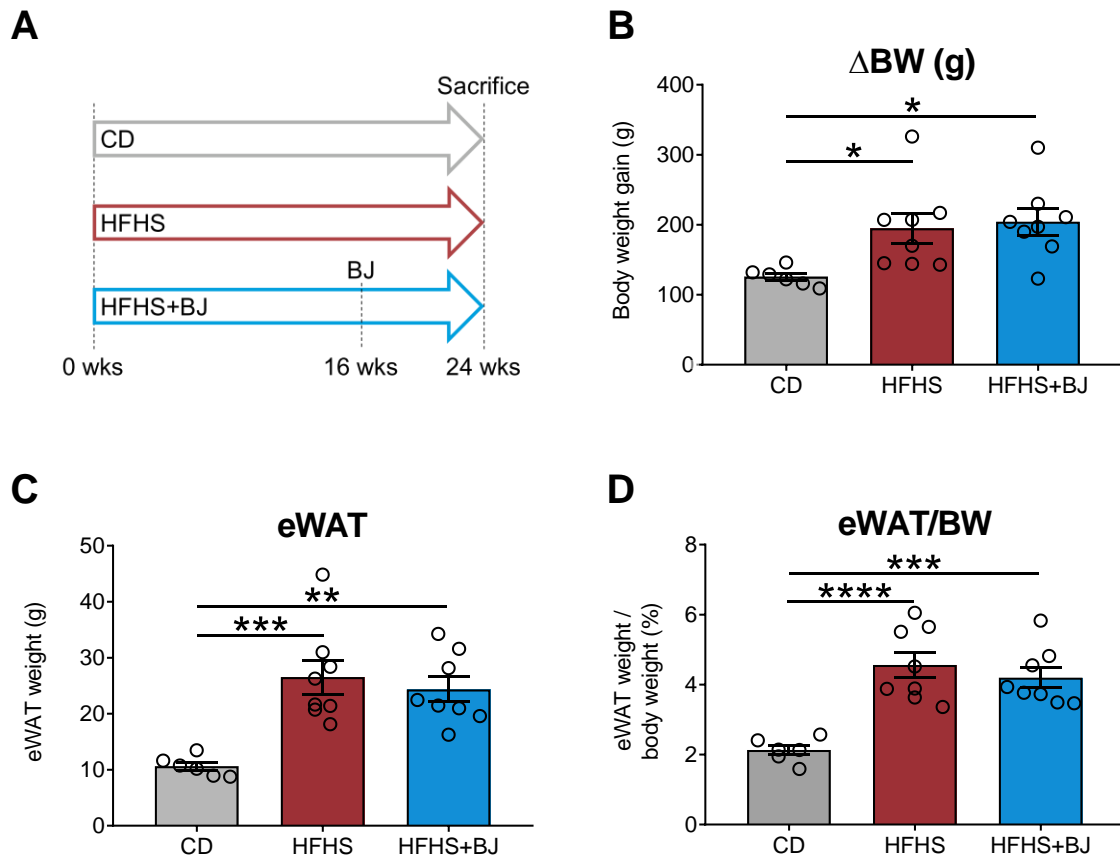 A
Sacrifice
CD
HFHS
BJ
HFHS+BJ
0 wks
16 wks
24 wks
B
ΔBW (g)
Body weight gain (g)
400
300
200
100
0
*
*
CD
HFHS
HFHS+BJ
C
eWAT
eWAT weight (g)
50
40
30
20
10
0
**
***
CD
HFHS
HFHS+BJ
D
eWAT/BW
eWAT weight /
body weight (%)
8
6
4
2
0
***
****
CD
HFHS
HFHS+BJ